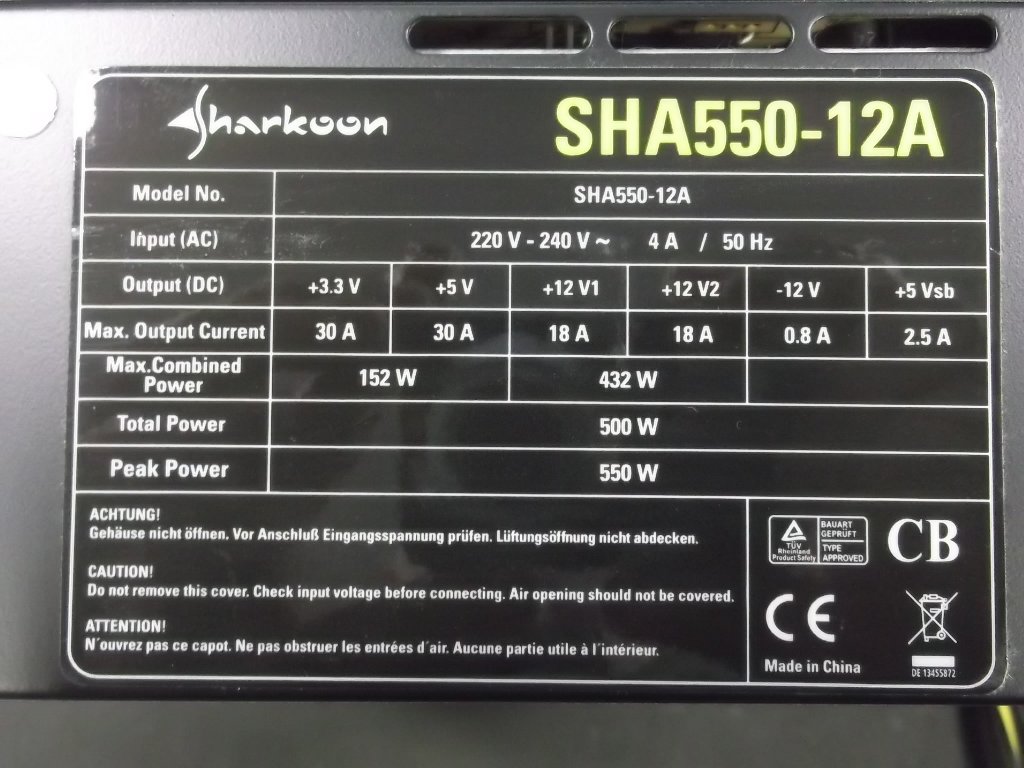 Sharkoon SHA550-12A
Model No. SHA550-12A
Input (AC) 220 V - 240 V ~ 4 A / 50 Hz
Output (DC) +3.3 V +5 V +12 V1 +12 V2 -12 V +5 Vsb
Max. Output Current 30 A 30 A 18 A 18 A 0.8 A 2.5 A
Max.Combined
Power 152 W 432 W
Total Power 500 W
Peak Power 550 W
ACHTUNG!
Gehäuse nicht öffnen. Vor Anschluß Eingangsspannung prüfen. Lüftungsöffnung nicht abdecken.
CAUTION!
Do not remove this cover. Check input voltage before connecting. Air opening should not be covered.
ATTENTION!
N´ouvrez pas ce capot. Ne pas obstruer les entrées d´air. Aucune partie utile à l´intérieur.
TÜV
Rheinland
Product Safety
BAUART
GEPRÜFT
TYPE
APPROVED
CB
CE
Made in China
DE 13455872